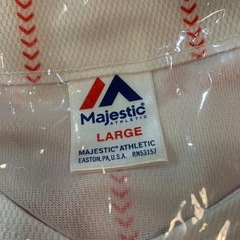 Majestic®
ATHLETIC
LARGE
MAJESTIC® ATHLETIC
EASTON, PA, U.S.A. RN53157